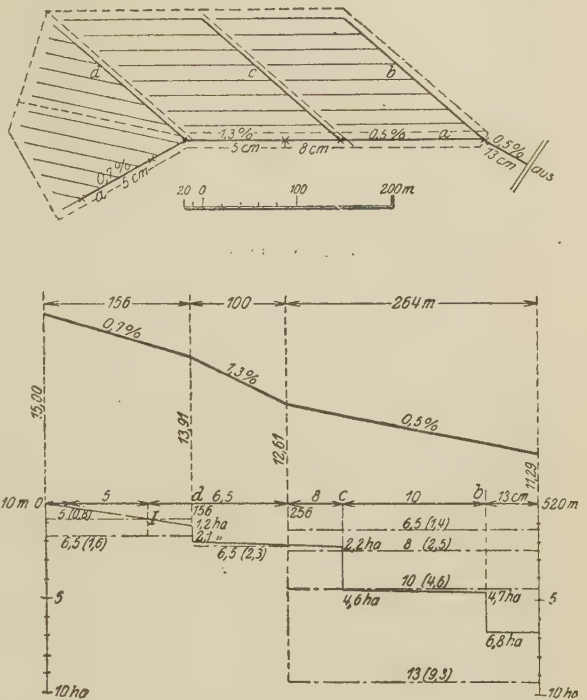 d
c
b
1,3%
0,5%
a
0,5%
5 cm
8 cm
13 cm
aus
0,7%
5 cm
a
20 0 100 200 m
156 100 264 m
0,7%
1,3%
0,5%
15,00
13,91
12,61
11,29
5 d 6,5 8 c 10 b 13 cm
10 m 0 156 256 520 m
5 (0,8) I 1,2 ha 6,5 (1,4)
6,5 (1,6) 2,1 „ 6,5 (2,3) 2,2 ha 8 (2,5)
10 (4,6)
5 4,6 ha 4,7 ha 5
6,8 ha
13 (9,3)
10 ha 10 ha